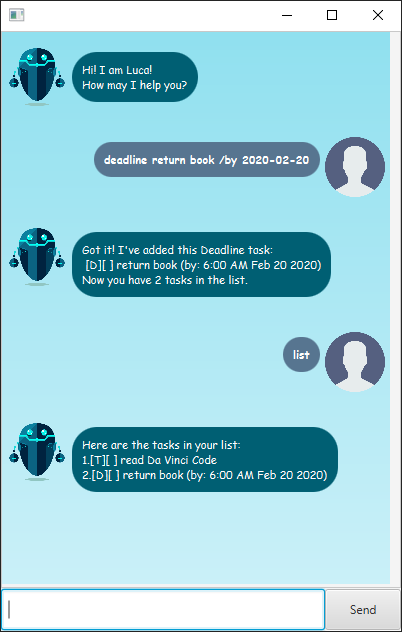 Hi! I am Luca!
How may I help you?
deadline return book /by 2020-02-20
Got it! I've added this Deadline task:
[D][ ] return book (by: 6:00 AM Feb 20 2020)
Now you have 2 tasks in the list.
list
Here are the tasks in your list:
1.[T][ ] read Da Vinci Code
2.[D][ ] return book (by: 6:00 AM Feb 20 2020)
Send